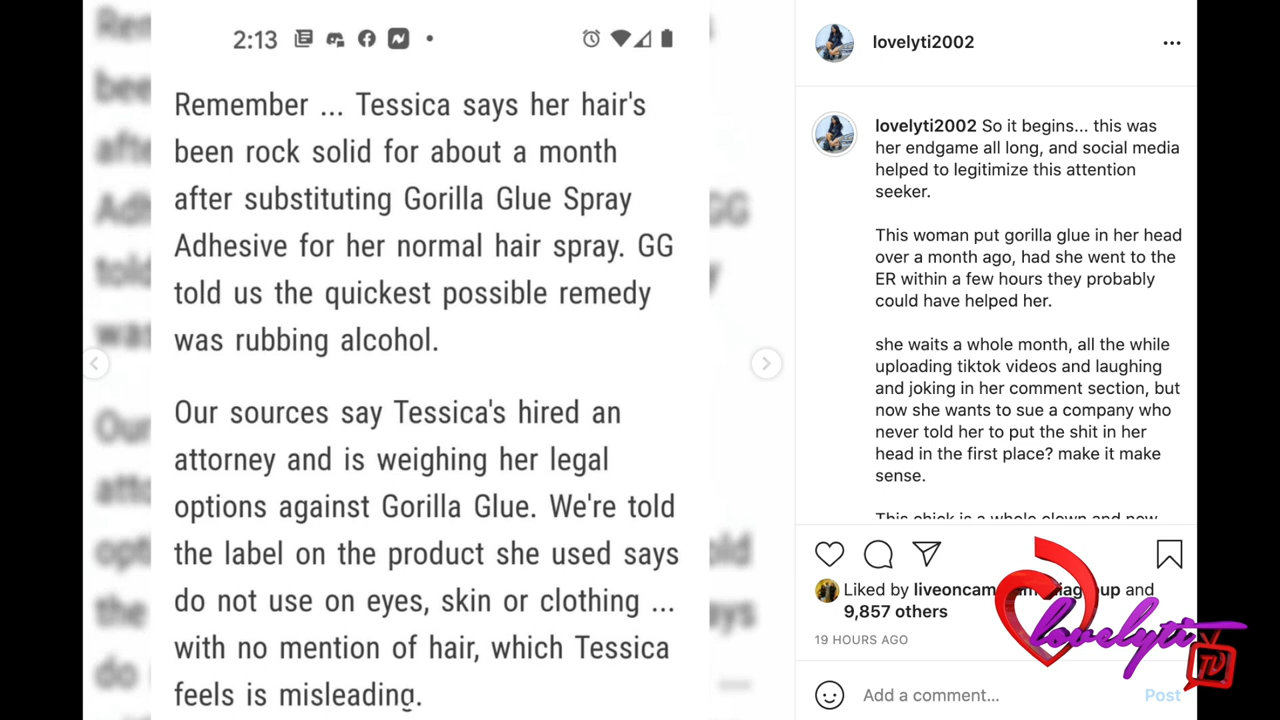 2:13
Remember ... Tessica says her hair's
been rock solid for about a month
after substituting Gorilla Glue Spray
Adhesive for her normal hair spray. GG
told us the quickest possible remedy
was rubbing alcohol.
Our sources say Tessica's hired an
attorney and is weighing her legal
options against Gorilla Glue. We're told
the label on the product she used says
do not use on eyes, skin or clothing ...
with no mention of hair, which Tessica
feels is misleading.
lovelyti2002
lovelyti2002 So it begins... this was
her endgame all long, and social media
helped to legitimize this attention
seeker.
This woman put gorilla glue in her head
over a month ago, had she went to the
ER within a few hours they probably
could have helped her.
she waits a whole month, all the while
uploading tiktok videos and laughing
and joking in her comment section, but
now she wants to sue a company who
never told her to put the shit in her
head in the first place? make it make
sense.
This chick is a whole clown and now
Liked by and
9,857 others
19 HOURS AGO
Add a comment...
Post
Lovelyti
TV